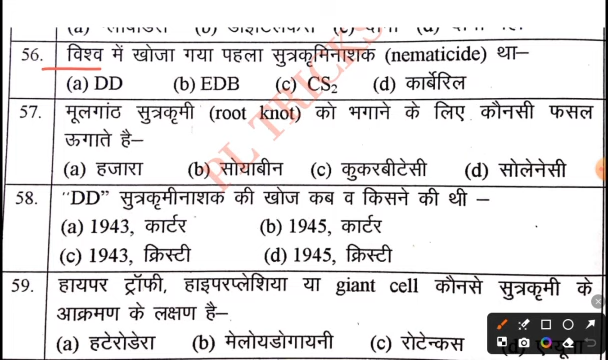 (a) (b) (c) (d)
56. विश्व में खोजा गया पहला सुत्रकृमिनाशक (nematicide) था–
(a) DD (b) EDB (c) CS₂ (d) कार्बेरिल
57. मूलगांठ सुत्रकृमी (root knot) को भगाने के लिए कौनसी फसल
ऊगाते है–
(a) हजारा (b) सोयाबीन (c) कुकरबीटेसी (d) सोलेनेसी
58. "DD" सुत्रकृमीनाशक की खोज कब व किसने की थी –
(a) 1943, कार्टर (b) 1945, कार्टर
(c) 1943, क्रिस्टी (d) 1945, क्रिस्टी
59. हायपर ट्रॉफी, हाइपरप्लेशिया या giant cell कौनसे सुत्रकृमी के
आक्रमण के लक्षण है–
(a) हटेरोडेरा (b) मेलोयडोगायनी (c) रोटेन्कस (d)
PL TRICKS